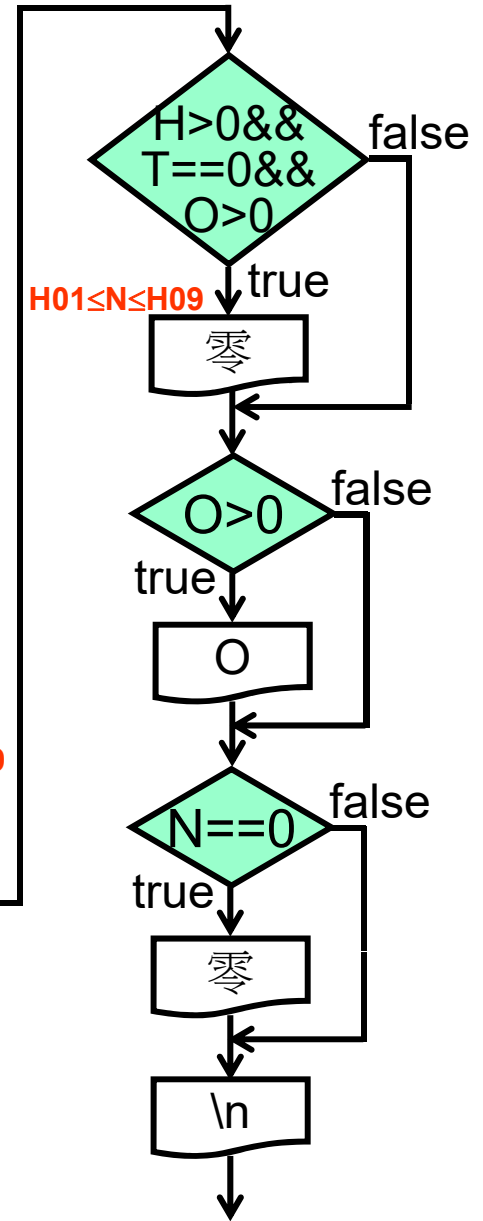 H>0&&
T==0&&
O>0
false
true
H01≤N≤H09
零
O>0
false
true
O
N==0
false
true
零
\n